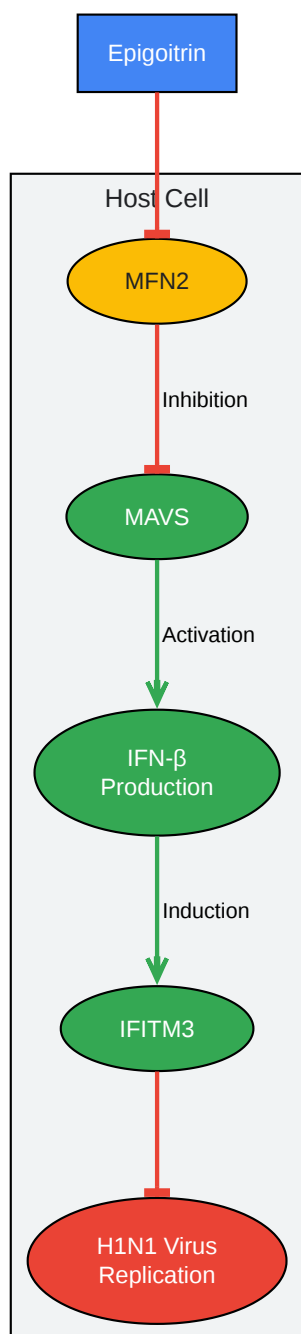 Epigoitrin
Host Cell
MFN2
Inhibition
MAVS
Activation
IFN-β
Production
Induction
IFITM3
H1N1 Virus
Replication